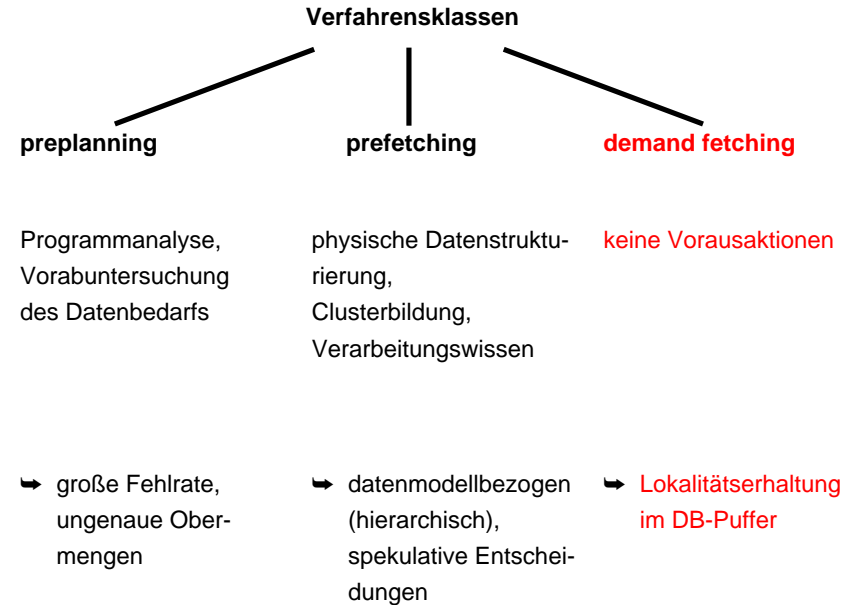 Verfahrensklassen
preplanning
prefetching
demand fetching
Programmanalyse,
Vorabuntersuchung
des Datenbedarfs
physische Datenstruktu-
rierung,
Clusterbildung,
Verarbeitungswissen
keine Vorausaktionen
➥ große Fehlrate,
ungenaue Ober-
mengen
➥ datenmodellbezogen
(hierarchisch),
spekulative Entschei-
dungen
➥ Lokalitätserhaltung
im DB-Puffer